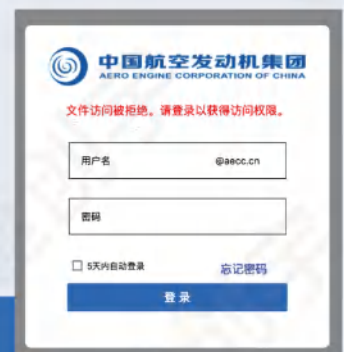 中国航空发动机集团
AERO ENGINE CORPORATION OF CHINA
文件访问被拒绝。请登录以获得访问权限。
用户名 @aecc.cn
密码
5天内自动登录 忘记密码
登录